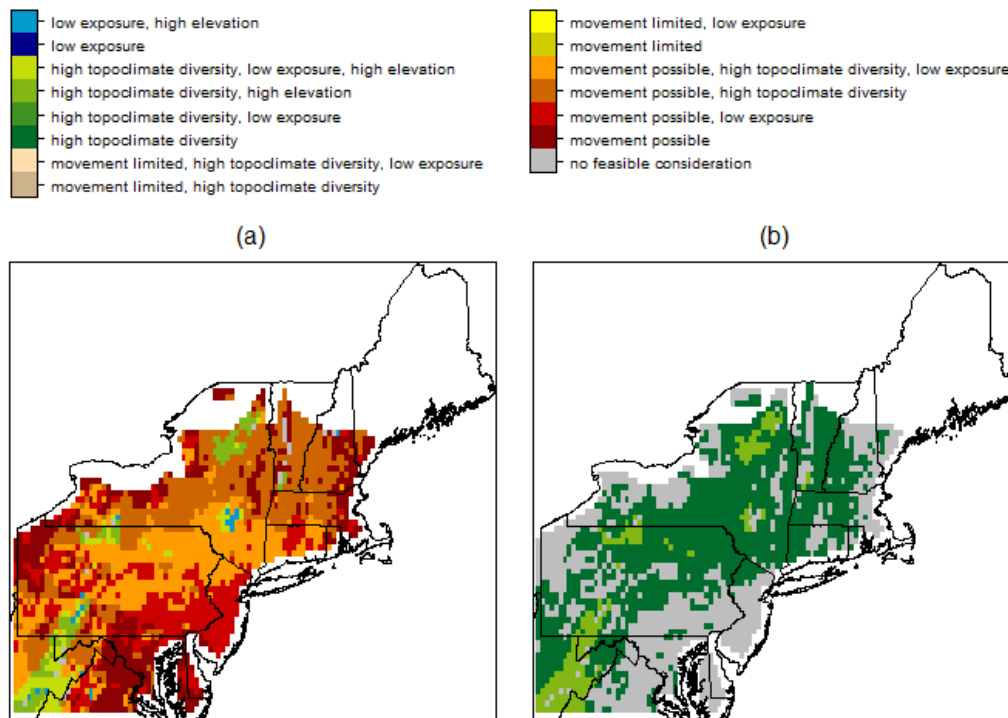 low exposure, high elevation
low exposure
high topoclimate diversity, low exposure, high elevation
high topoclimate diversity, high elevation
high topoclimate diversity, low exposure
high topoclimate diversity
movement limited, high topoclimate diversity, low exposure
movement limited, high topoclimate diversity
movement limited, low exposure
movement limited
movement possible, high topoclimate diversity, low exposure
movement possible, high topoclimate diversity
movement possible, low exposure
movement possible
no feasible consideration
(a)
(b)